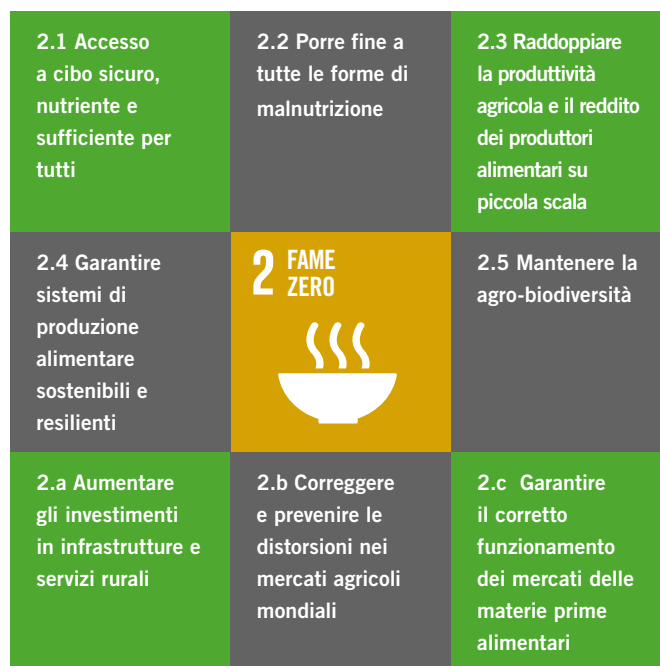 2.1 Accesso
a cibo sicuro,
nutriente e
sufficiente per
tutti
2.2 Porre fine a
tutte le forme di
malnutrizione
2.3 Raddoppiare
la produttività
agricola e il reddito
dei produttori
alimentari su
piccola scala
2.4 Garantire
sistemi di
produzione
alimentare
sostenibili e
resilienti
2 FAME
ZERO
2.5 Mantenere la
agro-biodiversità
2.a Aumentare
gli investimenti
in infrastrutture e
servizi rurali
2.b Correggere
e prevenire le
distorsioni nei
mercati agricoli
mondiali
2.c Garantire
il corretto
funzionamento
dei mercati delle
materie prime
alimentari